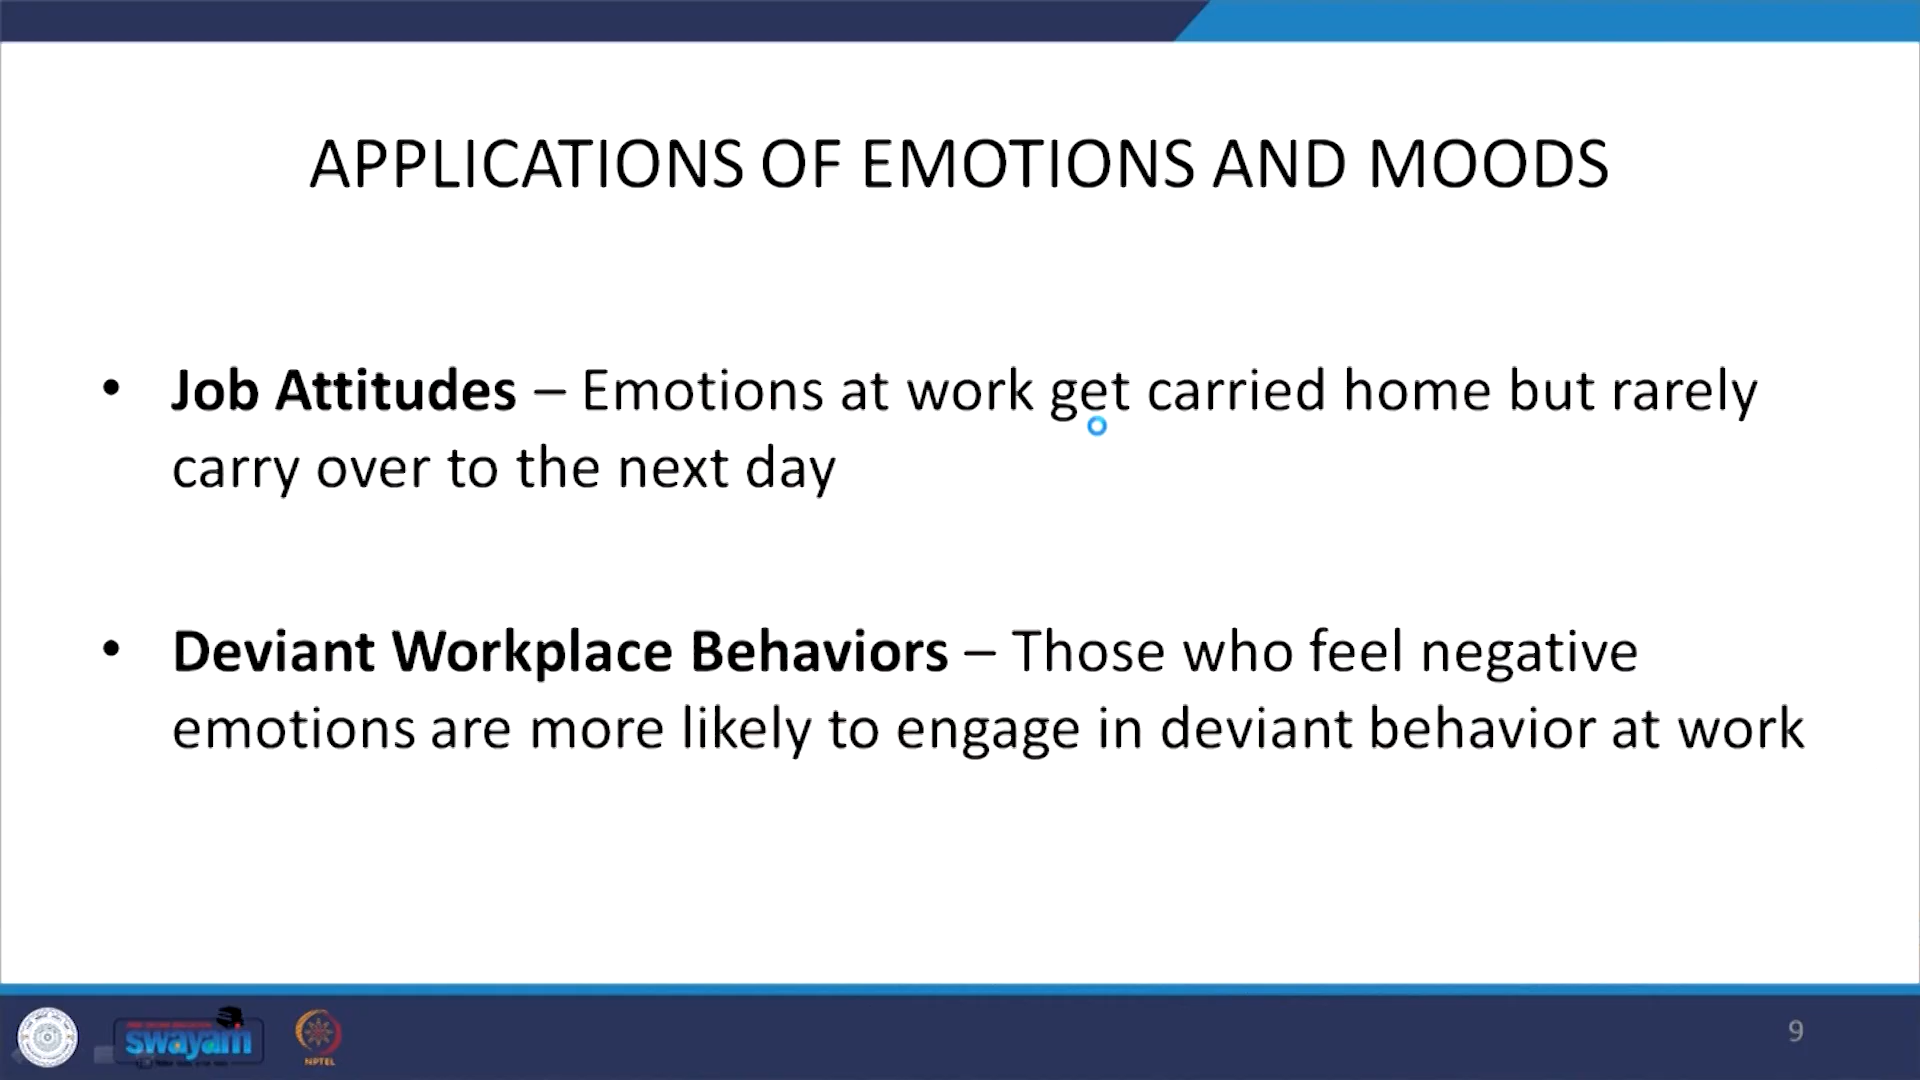 APPLICATIONS OF EMOTIONS AND MOODS
• Job Attitudes – Emotions at work get carried home but rarely
carry over to the next day
• Deviant Workplace Behaviors – Those who feel negative
emotions are more likely to engage in deviant behavior at work
swayam
NPTEL
9